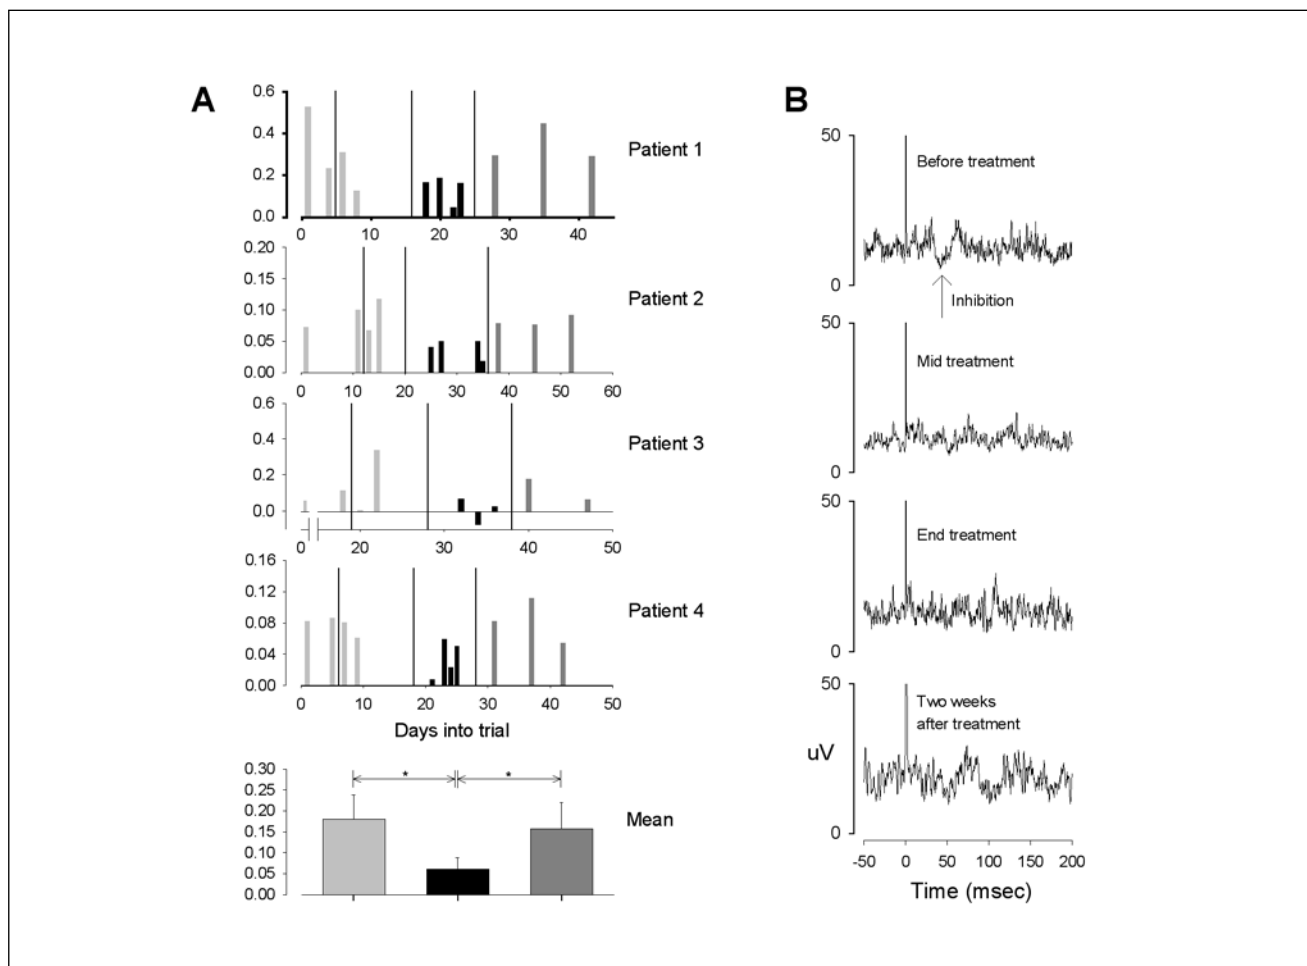 A
0.6
0.4
0.2
0.0
0 10 20 30 40
Patient 1
0.20
0.15
0.10
0.05
0.00
0 10 20 30 40 50 60
Patient 2
0.6
0.4
0.2
0.0
0 20 30 40 50
Patient 3
0.16
0.12
0.08
0.04
0.00
0 10 20 30 40 50
Patient 4
Days into trial
0.30
0.25
0.20
0.15
0.10
0.05
0.00
* *
Mean
B
50
0
Before treatment
Inhibition
50
0
Mid treatment
50
0
End treatment
50
uV
0
Two weeks
after treatment
-50 0 50 100 150 200
Time (msec)